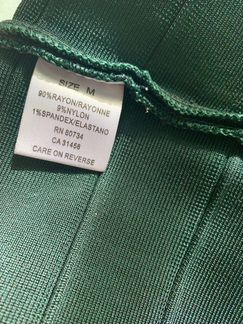 SIZE M
90%RAYON/RAYONNE
9%NYLON
1%SPANDEX/ELASTANO
RN 80734
CA 31458
CARE ON REVERSE